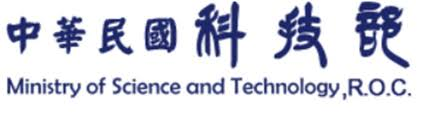 中華民國科技部
Ministry of Science and Technology,R.O.C.